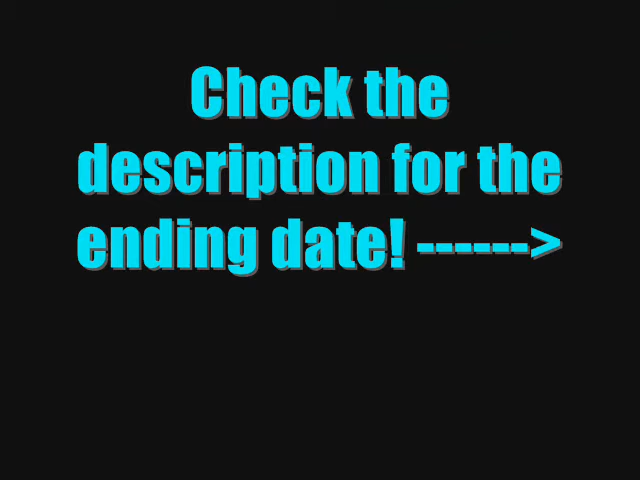 Check the
description for the
ending date! ------>